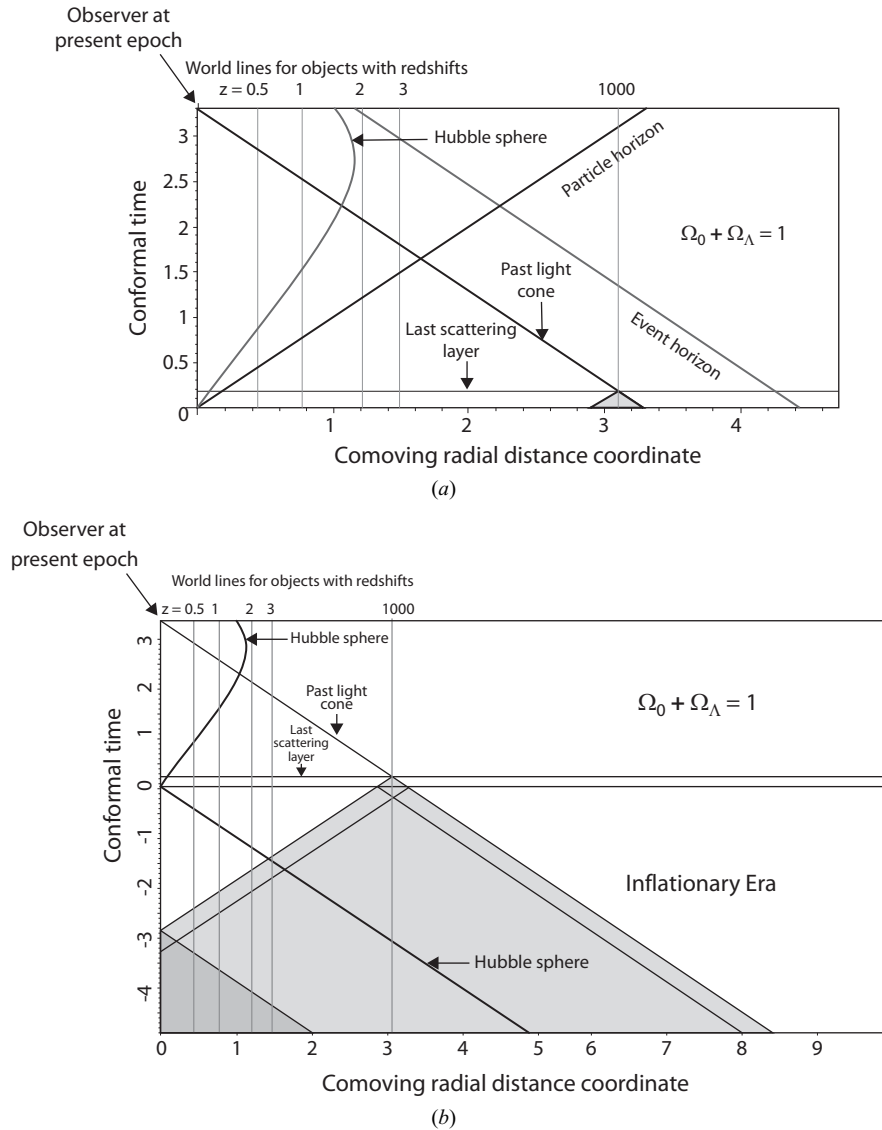 Observer at
present epoch
World lines for objects with redshifts
z = 0.5 1 2 3 1000
Hubble sphere
Particle horizon
Ω0 + ΩΛ = 1
Past light
cone
Last scattering
layer
Event horizon
Conformal time
3
2.5
2
1.5
1
0.5
0
1 2 3 4
Comoving radial distance coordinate
(a)
Observer at
present epoch
World lines for objects with redshifts
z = 0.5 1 2 3 1000
Hubble sphere
Past light
cone
Last
scattering
layer
Ω0 + ΩΛ = 1
Inflationary Era
Hubble sphere
Conformal time
3
2
1
0
-1
-2
-3
-4
0 1 2 3 4 5 6 7 8 9
Comoving radial distance coordinate
(b)